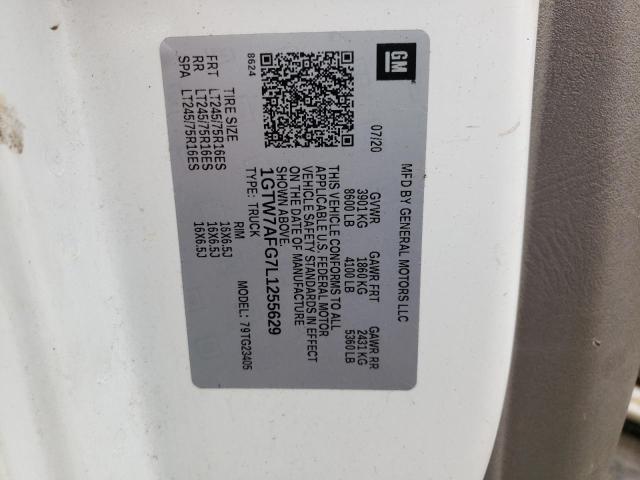 GM
MFD BY GENERAL MOTORS LLC
07/20
GVWR GAWR FRT GAWR RR
3901 KG 1860 KG 2431 KG
8600 LB 4100 LB 5360 LB
THIS VEHICLE CONFORMS TO ALL
APPLICABLE U.S. FEDERAL MOTOR
VEHICLE SAFETY STANDARDS IN EFFECT
ON THE DATE OF MANUFACTURE
SHOWN ABOVE.
1GTW7AFG7L1255629
TYPE: TRUCK MODEL: 79TG23405
8624
TIRE SIZE RIM
FRT LT245/75R16ES 16X6.5J
RR LT245/75R16ES 16X6.5J
SPA LT245/75R16ES 16X6.5J